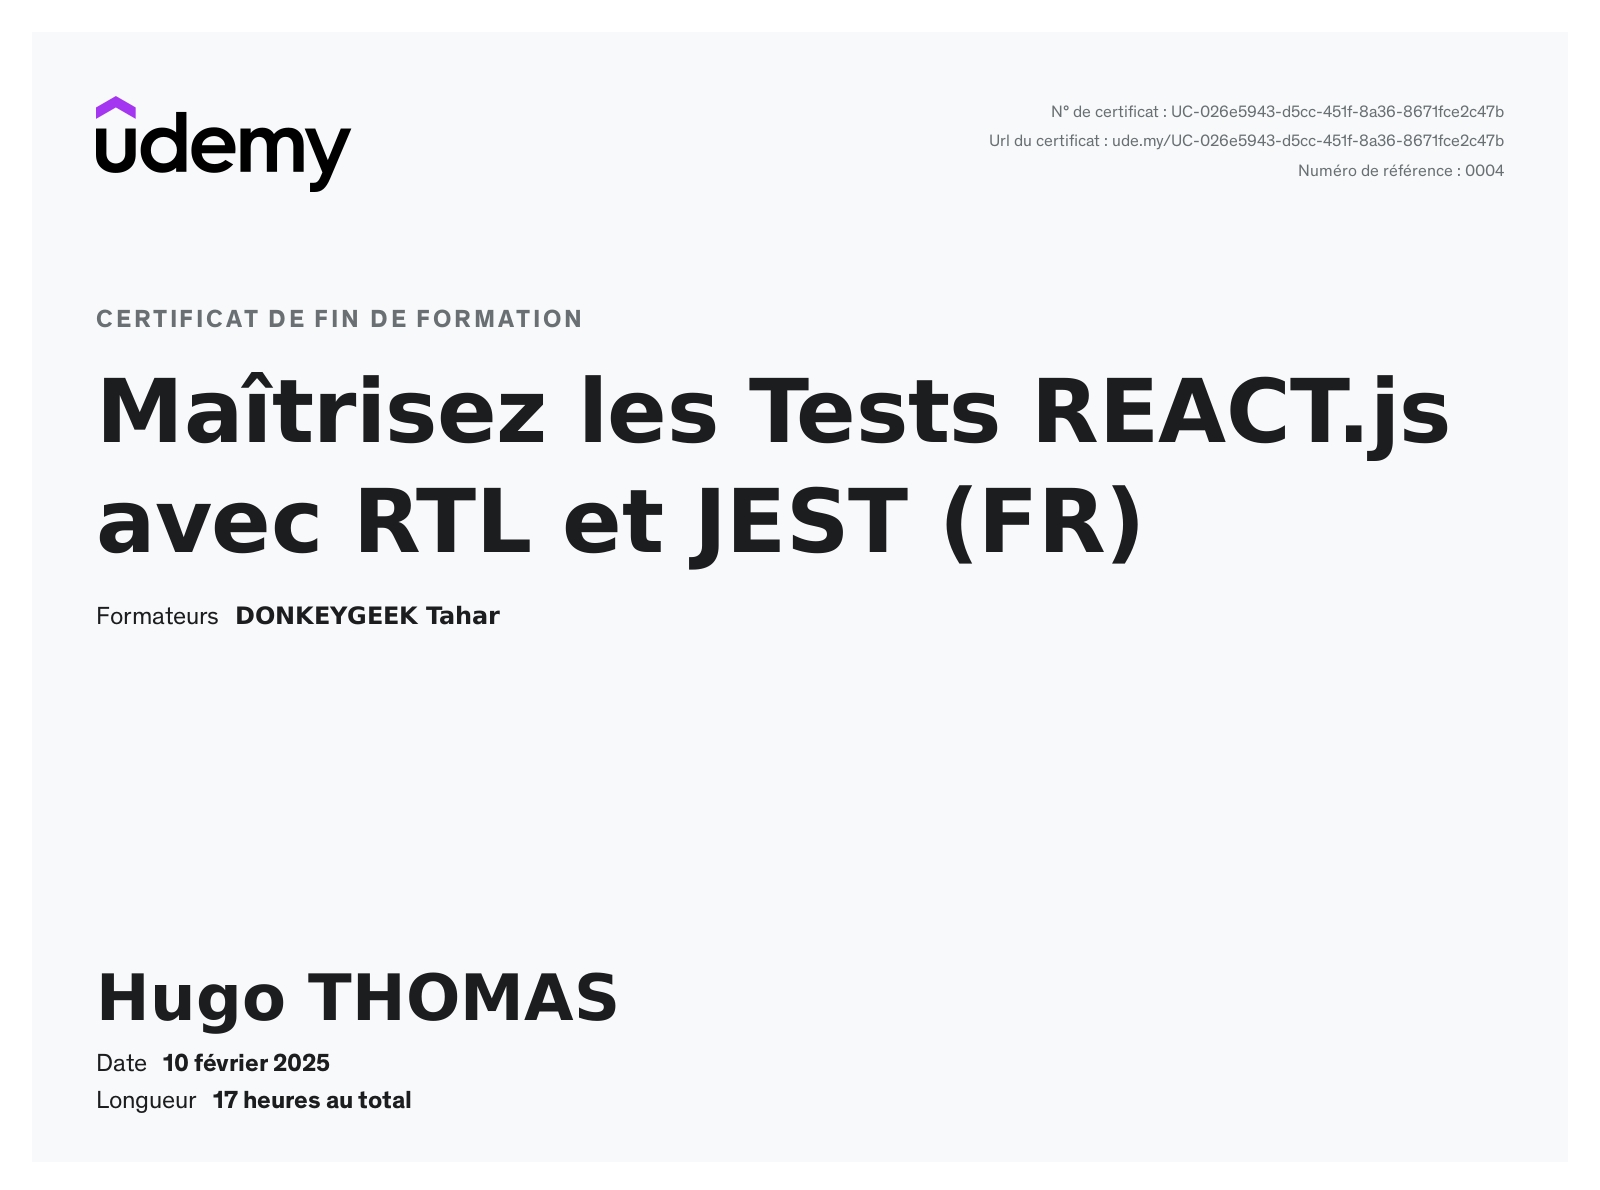 udemy
N° de certificat : UC-026e5943-d5cc-451f-8a36-8671fce2c47b
Url du certificat : ude.my/UC-026e5943-d5cc-451f-8a36-8671fce2c47b
Numéro de référence : 0004
CERTIFICAT DE FIN DE FORMATION
Maîtrisez les Tests REACT.js
avec RTL et JEST (FR)
Formateurs DONKEYGEEK Tahar
Hugo THOMAS
Date 10 février 2025
Longueur 17 heures au total